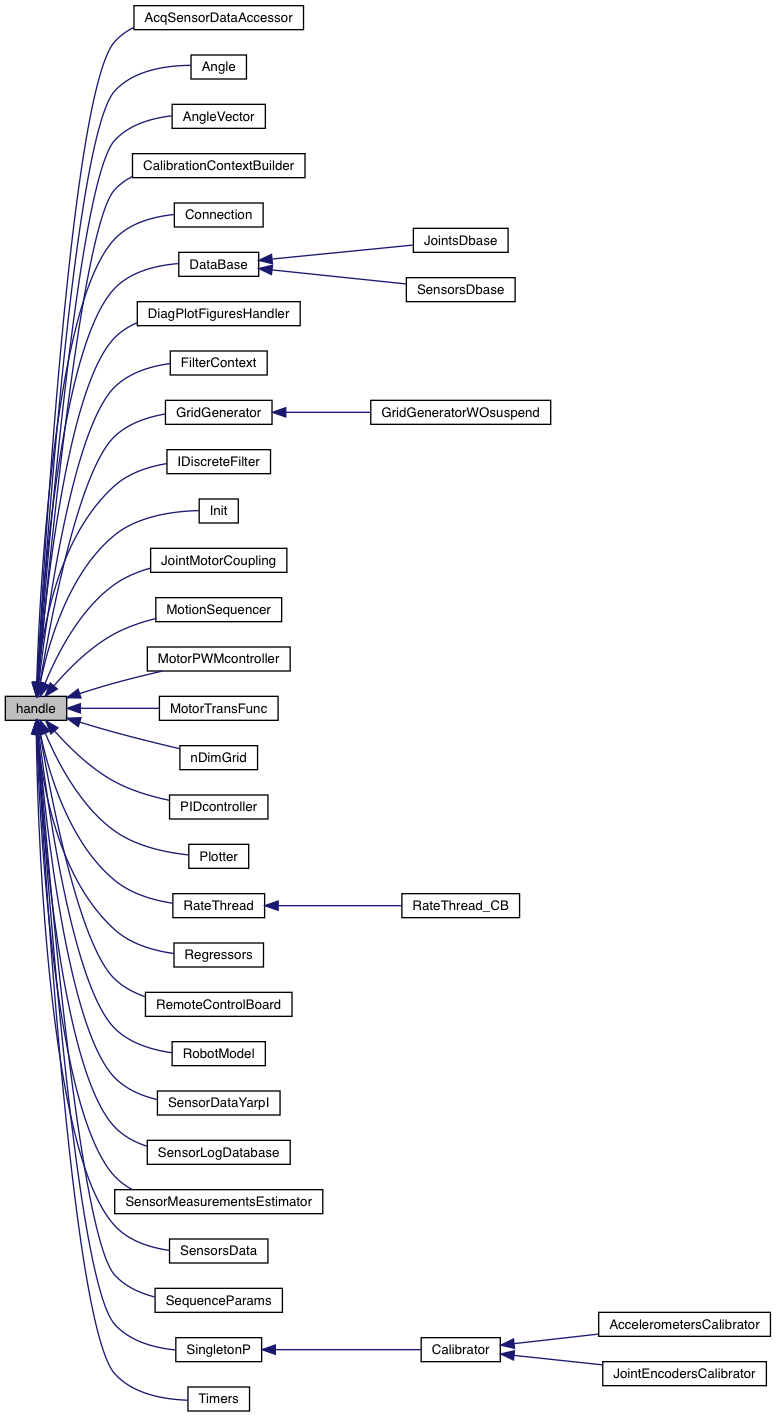 AcqSensorDataAccessor
Angle
AngleVector
CalibrationContextBuilder
Connection
DataBase
JointsDbase
SensorsDbase
DiagPlotFiguresHandler
FilterContext
GridGenerator
GridGeneratorWOsuspend
IDiscreteFilter
Init
JointMotorCoupling
MotionSequencer
MotorPWMcontroller
handle
MotorTransFunc
nDimGrid
PIDcontroller
Plotter
RateThread
RateThread_CB
Regressors
RemoteControlBoard
RobotModel
SensorDataYarpI
SensorLogDatabase
SensorMeasurementsEstimator
SensorsData
SequenceParams
SingletonP
Calibrator
AccelerometersCalibrator
JointEncodersCalibrator
Timers